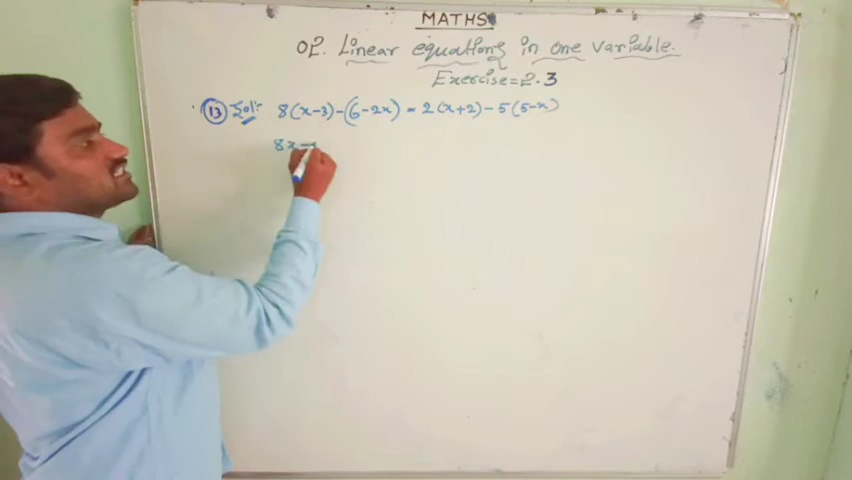 MATHS
02. Linear equations in one variable.
Exercise=2.3
13 Sol:- 8(x-3)-(6-2x) = 2(x+2)-5(5-x)
8x-